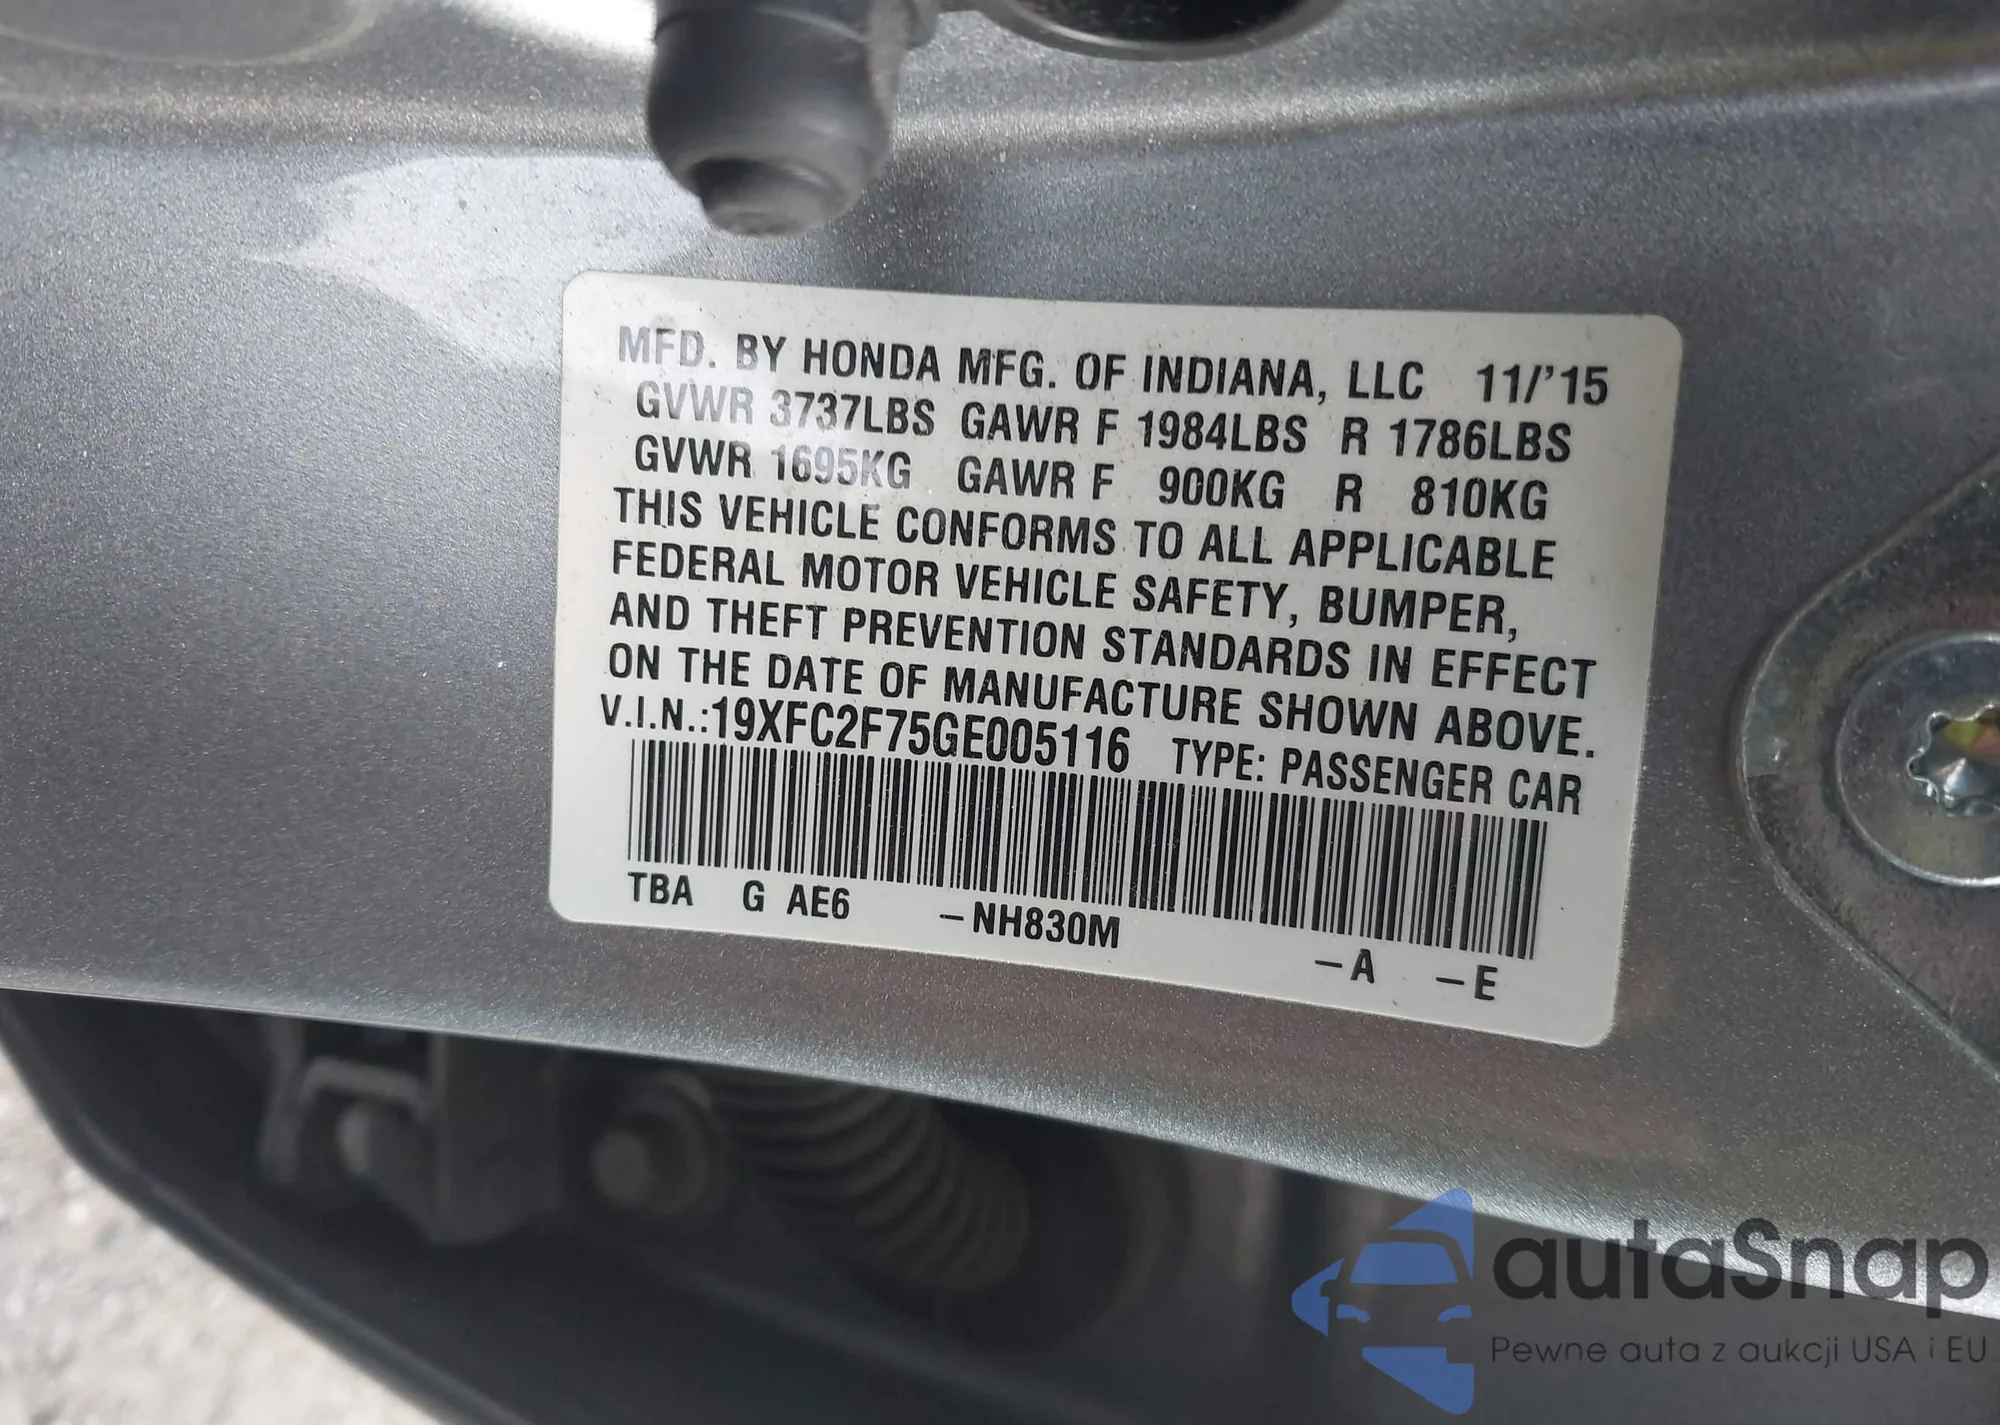 MFD. BY HONDA MFG. OF INDIANA, LLC 11/'15
GVWR 3737LBS GAWR F 1984LBS R 1786LBS
GVWR 1695KG GAWR F 900KG R 810KG
THIS VEHICLE CONFORMS TO ALL APPLICABLE
FEDERAL MOTOR VEHICLE SAFETY, BUMPER,
AND THEFT PREVENTION STANDARDS IN EFFECT
ON THE DATE OF MANUFACTURE SHOWN ABOVE.
V.I.N.:19XFC2F75GE005116 TYPE: PASSENGER CAR
TBA G AE6 –NH830M –A –E
autaSnap
Pewne auta z aukcji USA i EU